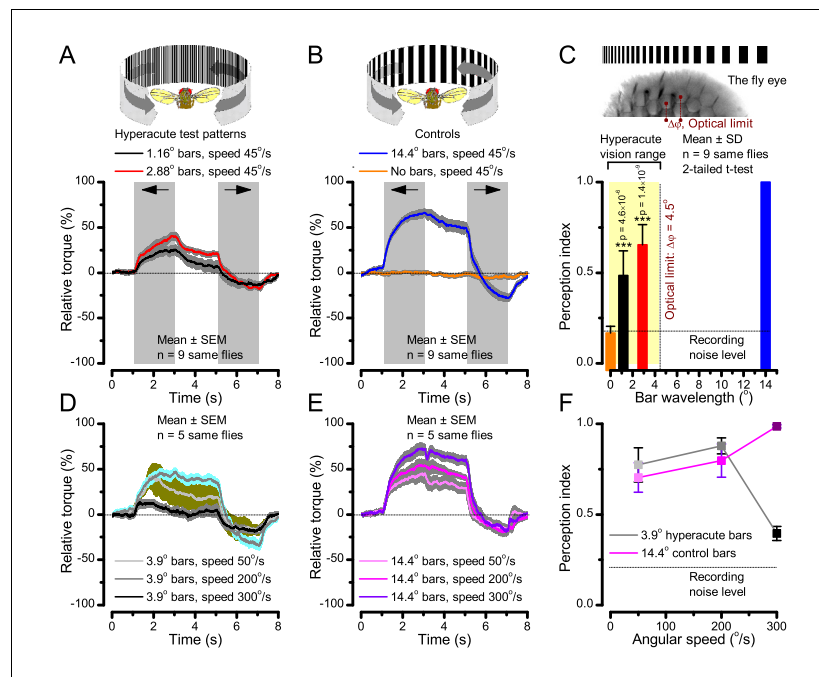 A
B
C
The fly eye
Δφ, Optical limit
Hyperacute test patterns
1.16° bars, speed 45°/s
2.88° bars, speed 45°/s
Controls
14.4° bars, speed 45°/s
No bars, speed 45°/s
Hyperacute
vision range
Mean ± SD
n = 9 same flies
2-tailed t-test
Relative torque (%)
100
50
0
-50
-100
Mean ± SEM
n = 9 same flies
0 2 4 6 8
Time (s)
Relative torque (%)
100
50
0
-50
-100
Mean ± SEM
n = 9 same flies
0 2 4 6 8
Time (s)
Perception index
1.0
0.5
0.0
***p = 4.6×10⁻⁶
***p = 1.4×10⁻⁹
Optical limit: Δφ = 4.5°
Recording
noise level
0 2 4 6 8 10 12 14
Bar wavelength (°)
D
Mean ± SEM
n = 5 same flies
Relative torque (%)
100
50
0
-50
-100
3.9° bars, speed 50°/s
3.9° bars, speed 200°/s
3.9° bars, speed 300°/s
0 2 4 6 8
Time (s)
E
Mean ± SEM
n = 5 same flies
Relative torque (%)
100
50
0
-50
-100
14.4° bars, speed 50°/s
14.4° bars, speed 200°/s
14.4° bars, speed 300°/s
0 2 4 6 8
Time (s)
F
Perception index
1.0
0.5
0.0
3.9° hyperacute bars
14.4° control bars
Recording
noise level
0 100 200 300
Angular speed (°/s)